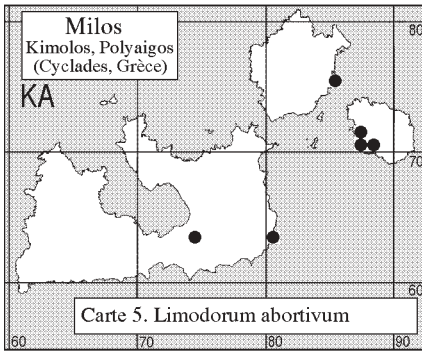 Milos
Kimolos, Polyaigos
(Cyclades, Grèce)
KA
80
70
60
Carte 5. Limodorum abortivum
60
70
80
90